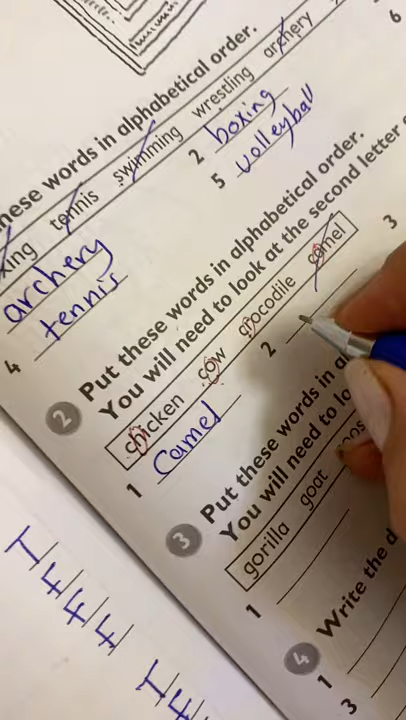 6
hese words in alphabetical order.
xing tennis swimming wrestling archery
archery 2 boxing
4 tennis 5 volleyball
2 Put these words in alphabetical order.
You will need to look at the second letter
chicken cow crocodile camel
1 Camel 2 3
3 Put these words in al
You will need to lo
gorilla goat
1
4 Write the d
1
3